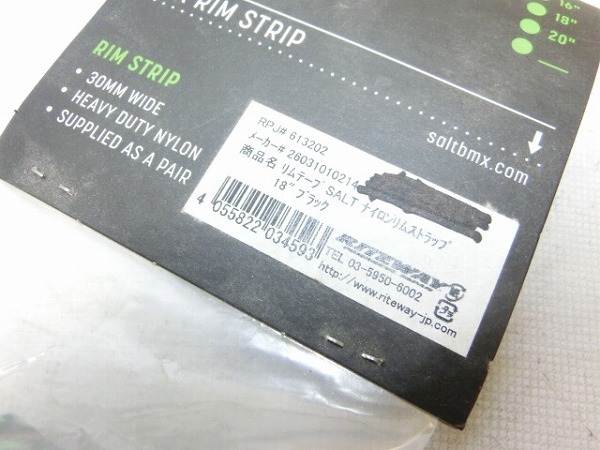 RIM STRIP
16"
18"
20"
RIM STRIP
• 30MM WIDE
• HEAVY DUTY NYLON
• SUPPLIED AS A PAIR
saltbmx.com
RPJ# 613202
メーカー# 26031010214
商品名 リムテープ SALT ナイロンリムストラップ
18" ブラック
4 055822 034593
RITEWAY
TEL 03-5950-6002
http://www.riteway-jp.com
プラ